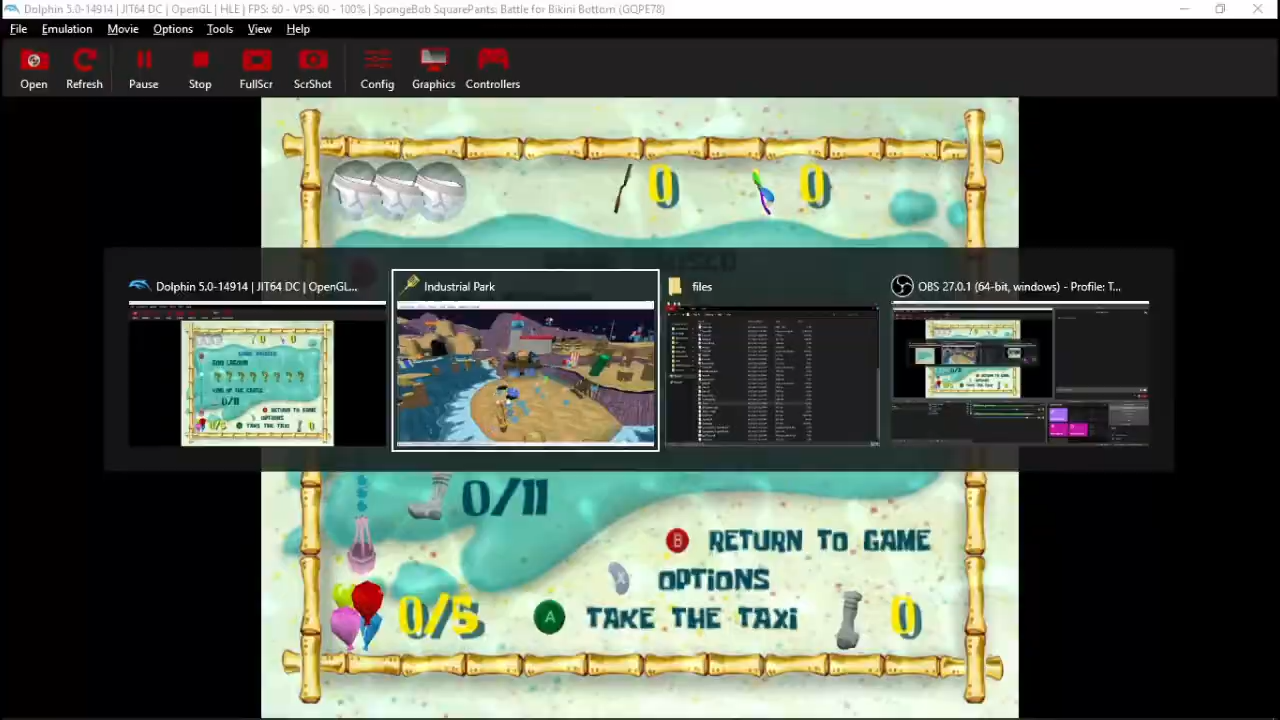 Dolphin 5.0-14914 | JIT64 DC | OpenGL | HLE | FPS: 60 - VPS: 60 - 100% | SpongeBob SquarePants: Battle for Bikini Bottom (GQPE78)
File Emulation Movie Options Tools View Help
Open Refresh Pause Stop FullScr ScrShot Config Graphics Controllers
0 0
Dolphin 5.0-14914 | JIT64 DC | OpenGL... Industrial Park files OBS 27.0.1 (64-bit, windows) - Profile: T...
0/11
B RETURN TO GAME
X OPTIONS
0/5 A TAKE THE TAXI 0